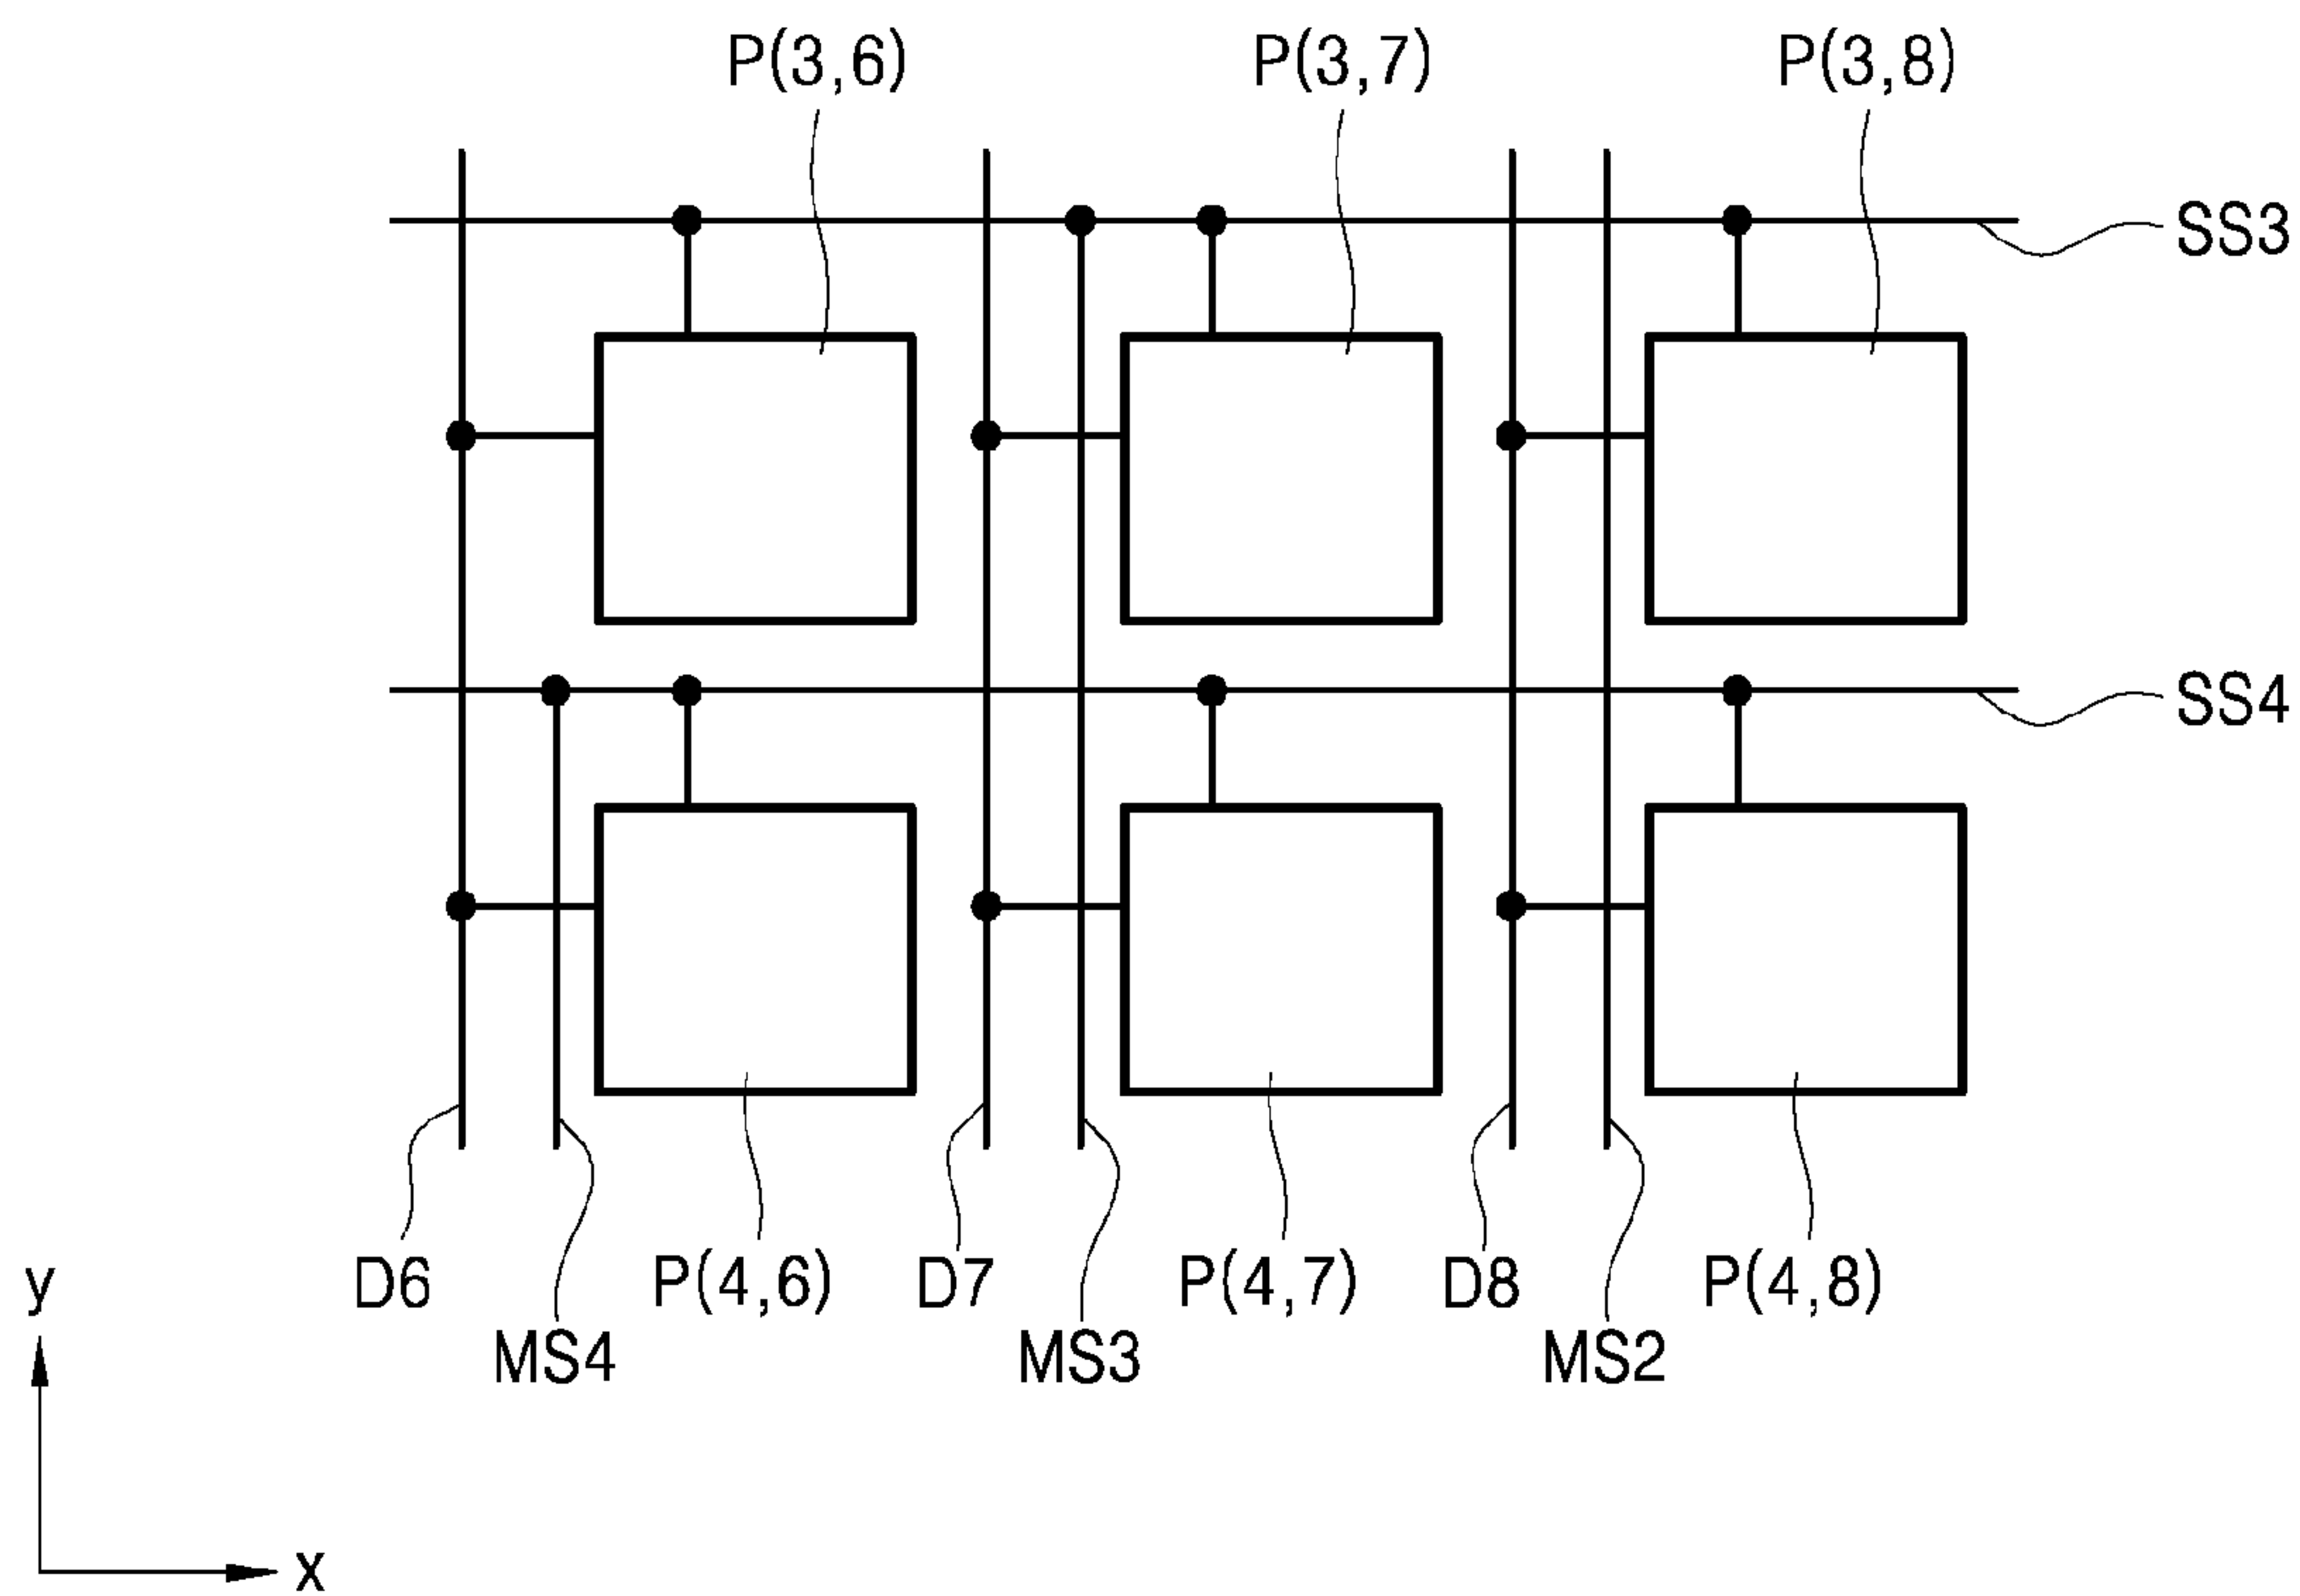 P(3,6) P(3,7) P(3,8)
SS3
SS4
D6 P(4,6) D7 P(4,7) D8 P(4,8)
MS4 MS3 MS2
y
x